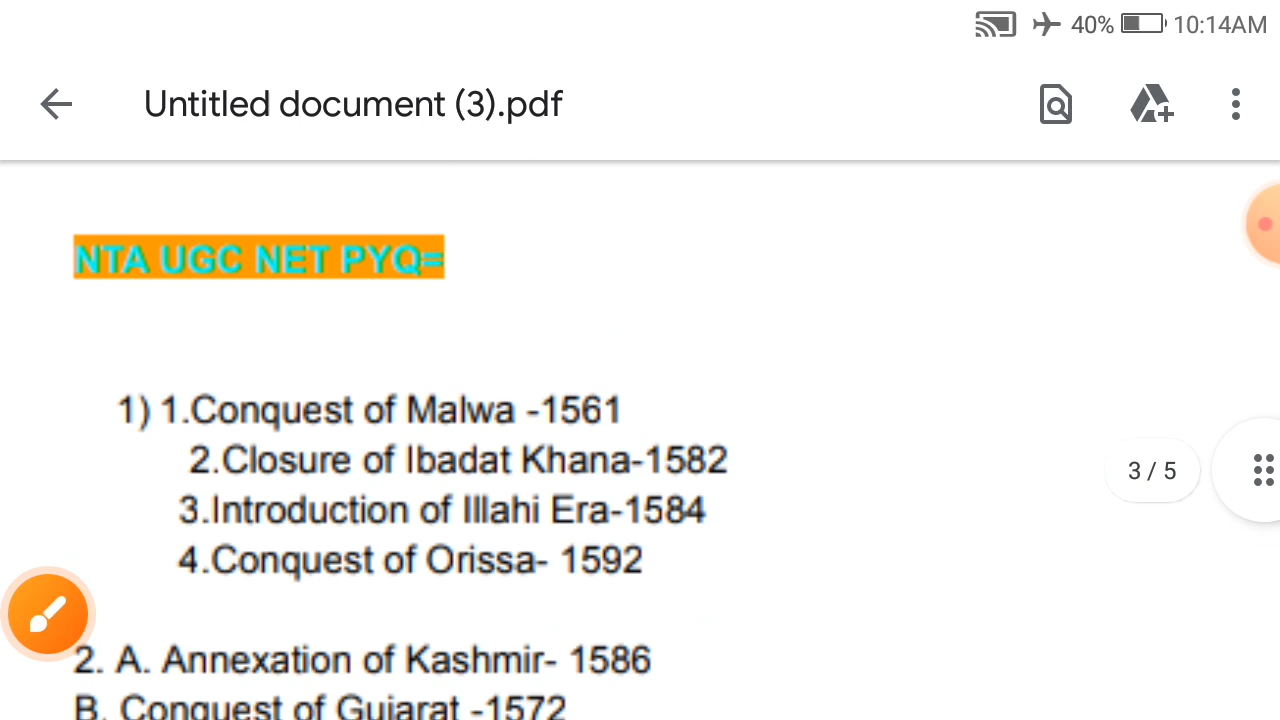 40% 10:14AM
Untitled document (3).pdf
NTA UGC NET PYQ=
1) 1.Conquest of Malwa -1561
2.Closure of Ibadat Khana-1582
3.Introduction of Illahi Era-1584
4.Conquest of Orissa- 1592
3 / 5
2. A. Annexation of Kashmir- 1586
B. Conquest of Gujarat -1572